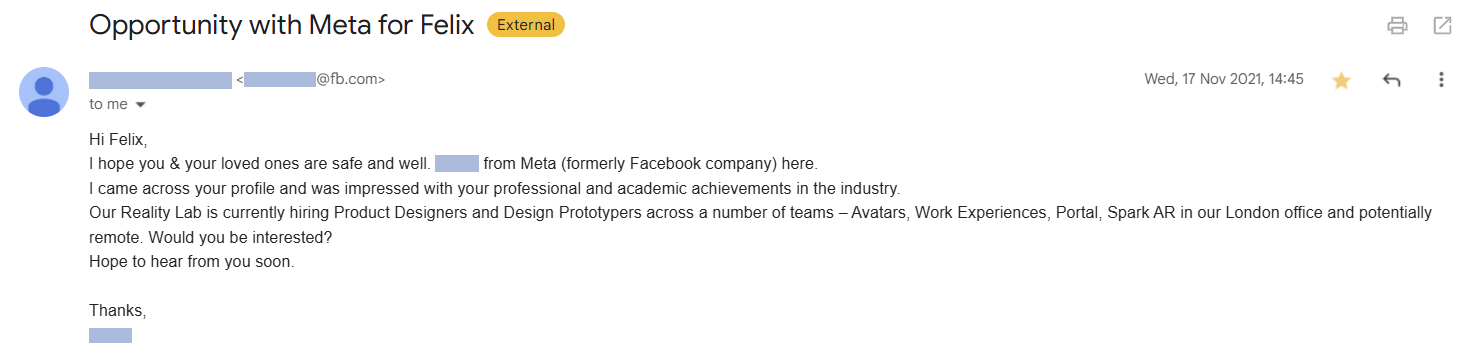 Opportunity with Meta for Felix External
< @fb.com> Wed, 17 Nov 2021, 14:45
to me
Hi Felix,
I hope you & your loved ones are safe and well. from Meta (formerly Facebook company) here.
I came across your profile and was impressed with your professional and academic achievements in the industry.
Our Reality Lab is currently hiring Product Designers and Design Prototypers across a number of teams – Avatars, Work Experiences, Portal, Spark AR in our London office and potentially
remote. Would you be interested?
Hope to hear from you soon.
Thanks,